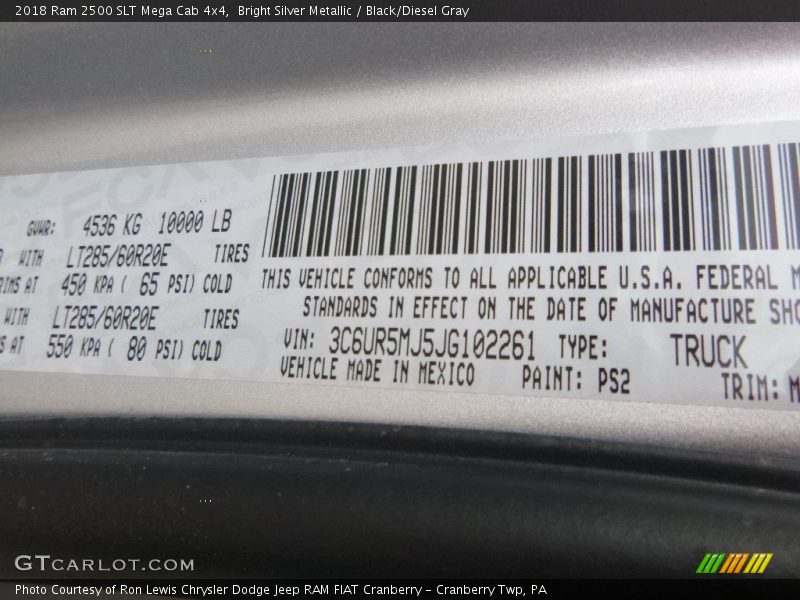 2018 Ram 2500 SLT Mega Cab 4x4, Bright Silver Metallic / Black/Diesel Gray
GVWR: 4536 KG 10000 LB
WITH LT285/60R20E TIRES
RIMS AT 450 KPA ( 65 PSI) COLD
WITH LT285/60R20E TIRES
AT 550 KPA ( 80 PSI) COLD
THIS VEHICLE CONFORMS TO ALL APPLICABLE U.S.A. FEDERAL M
STANDARDS IN EFFECT ON THE DATE OF MANUFACTURE SHO
VIN: 3C6UR5MJ5JG102261 TYPE: TRUCK
VEHICLE MADE IN MEXICO PAINT: PS2 TRIM: M
GTCARLOT.COM
Photo Courtesy of Ron Lewis Chrysler Dodge Jeep RAM FIAT Cranberry – Cranberry Twp, PA